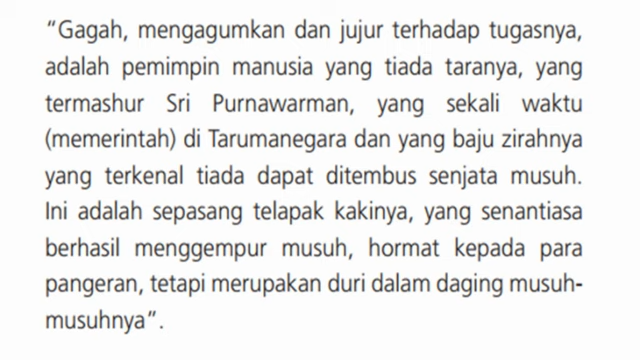 “Gagah, mengagumkan dan jujur terhadap tugasnya,
adalah pemimpin manusia yang tiada taranya, yang
termashur Sri Purnawarman, yang sekali waktu
(memerintah) di Tarumanegara dan yang baju zirahnya
yang terkenal tiada dapat ditembus senjata musuh.
Ini adalah sepasang telapak kakinya, yang senantiasa
berhasil menggempur musuh, hormat kepada para
pangeran, tetapi merupakan duri dalam daging musuh-
musuhnya”.